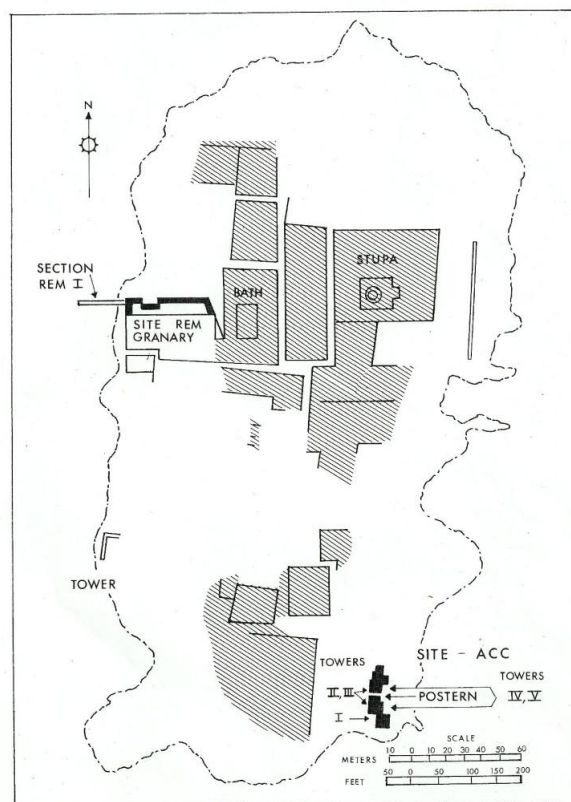 N
STUPA
SECTION
REM I
BATH
SITE REM
GRANARY
TOWER
SITE - ACC
TOWERS
TOWERS
II, III
POSTERN
IV, V
I
SCALE
METERS 10 0 10 20 30 40 50 60
FEET 50 0 50 100 150 200